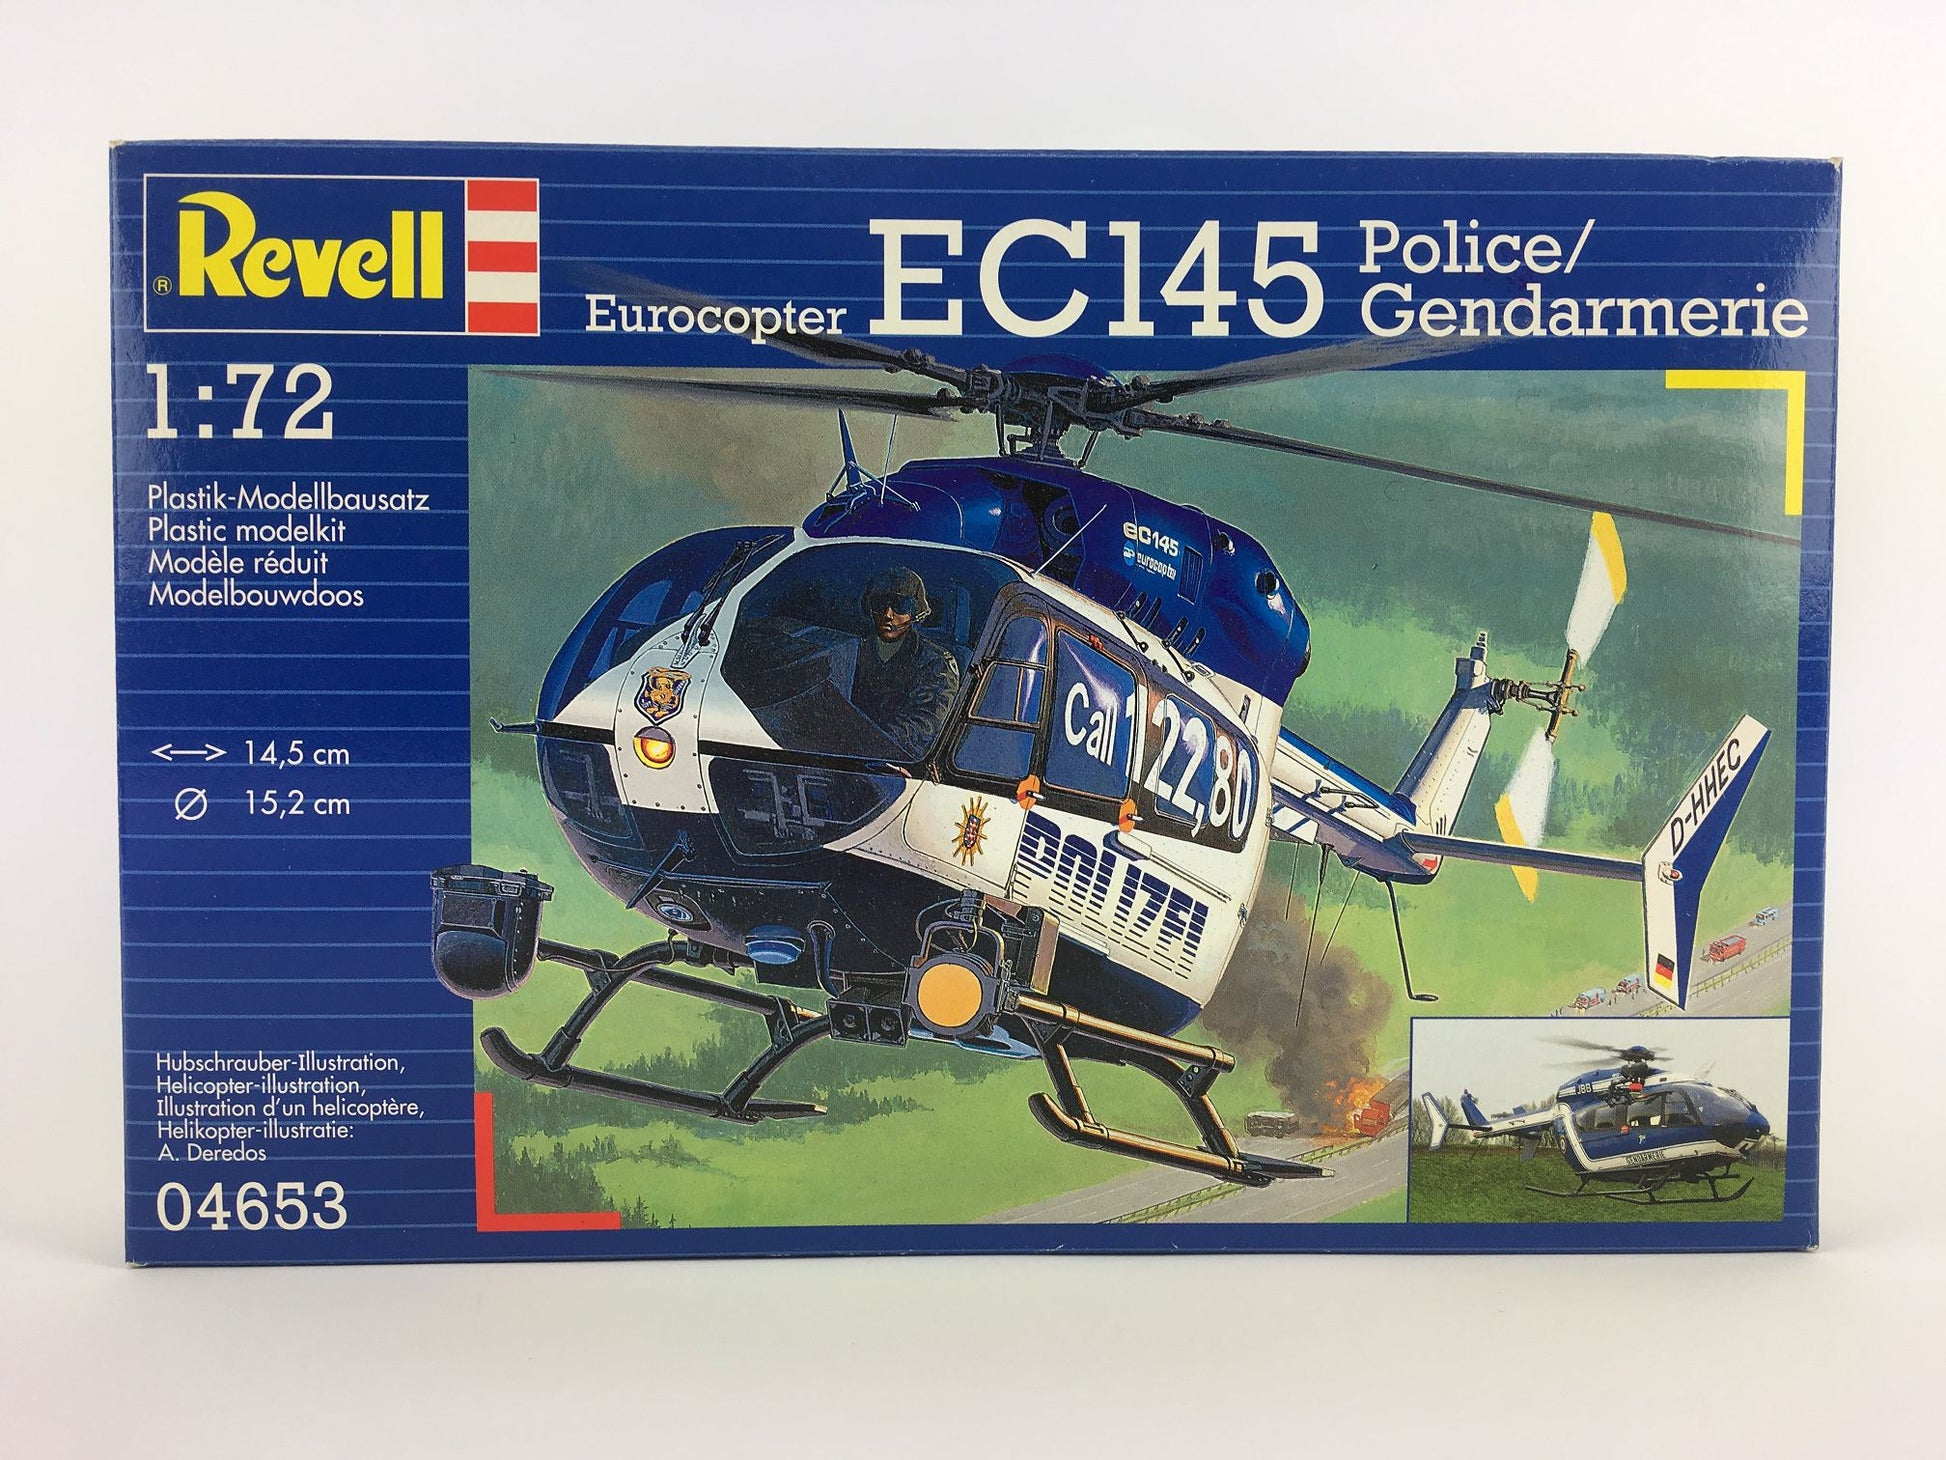 ® Revell
Eurocopter EC145 Police/
Gendarmerie
1:72
Plastik-Modellbausatz
Plastic modelkit
Modèle réduit
Modelbouwdoos
14,5 cm
15,2 cm
Hubschrauber-Illustration,
Helicopter-illustration,
Illustration d'un helicoptère,
Helikopter-illustratie:
A. Deredos
04653
EC145
eurocopter
Call 122,80
POLIZEI
D-HHEC
JBB
GENDARMERIE